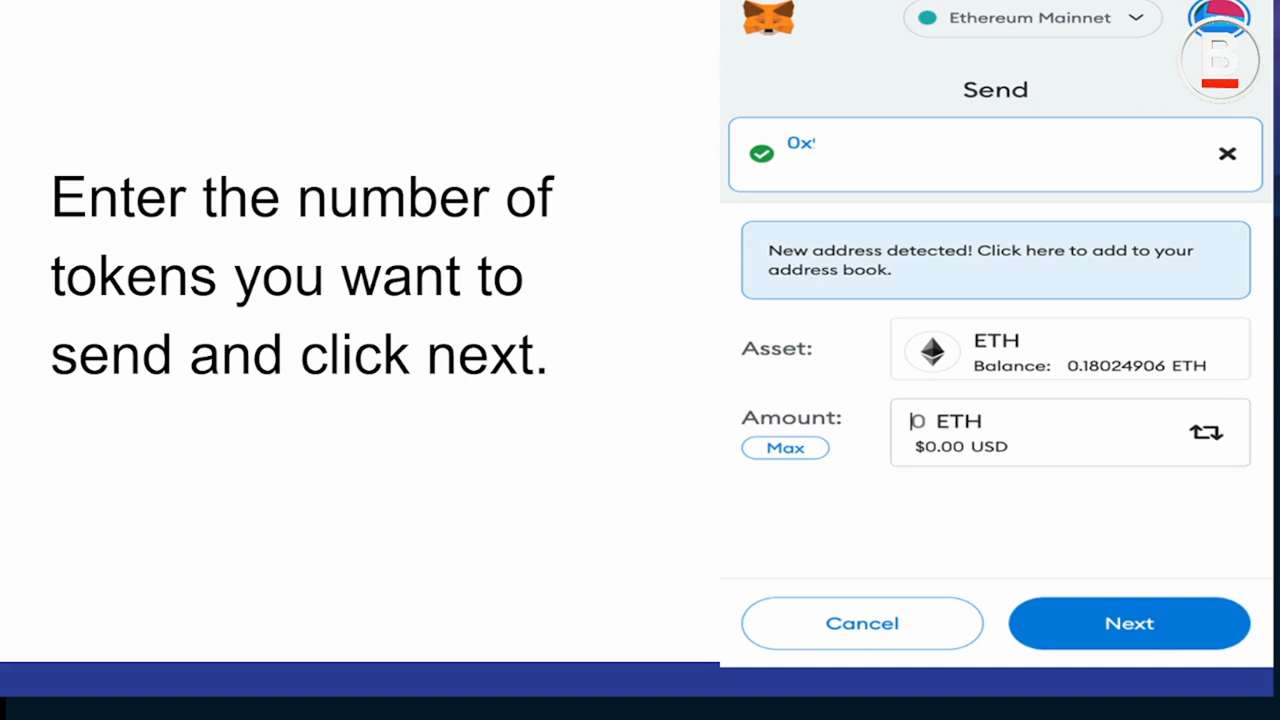 Enter the number of
tokens you want to
send and click next.
Ethereum Mainnet
B
Send
0x'
New address detected! Click here to add to your
address book.
Asset:
ETH
Balance: 0.18024906 ETH
Amount:
Max
0 ETH
$0.00 USD
Cancel
Next